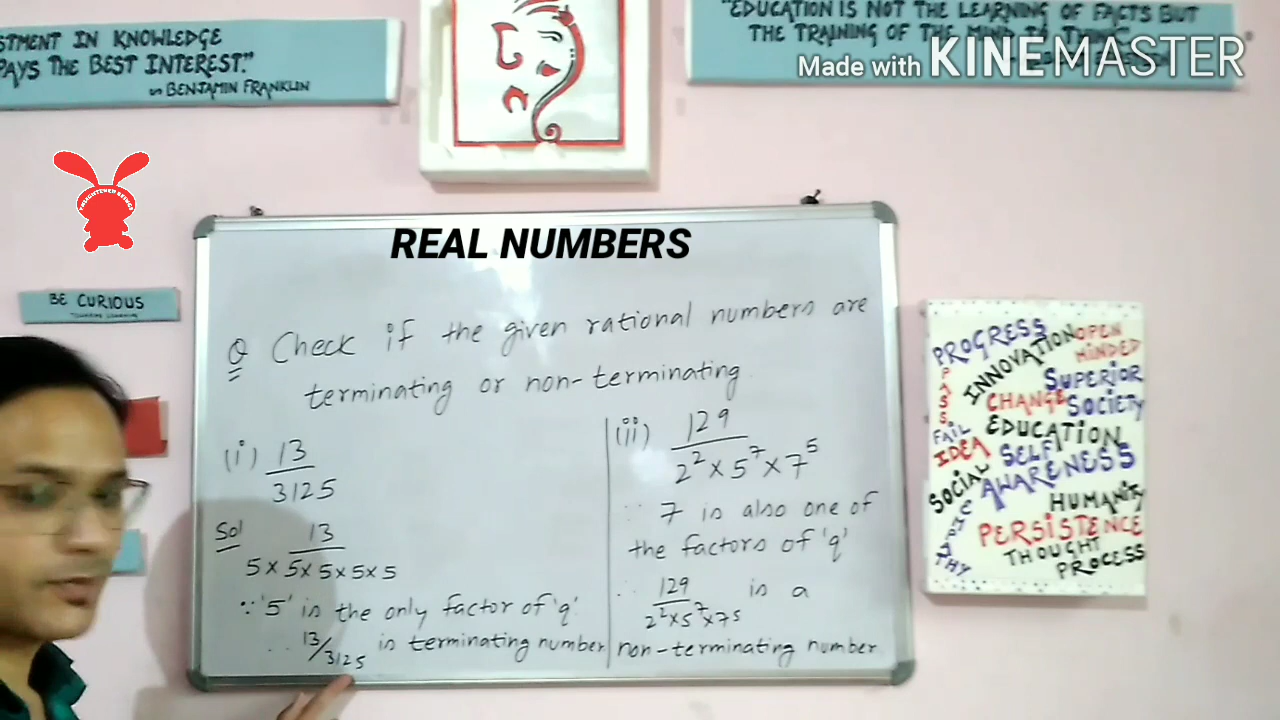 STMENT IN KNOWLEDGE
PAYS THE BEST INTEREST."
BENJAMIN FRANKLIN
"EDUCATION IS NOT THE LEARNING OF FACTS BUT
THE TRAINING OF THE MIND TO THINK
Made with KINEMASTER
REAL NUMBERS
BE CURIOUS
Q Check if the given rational numbers are
terminating or non-terminating
(i) 13
3125
Sol 13
5 x 5 x 5 x 5 x 5
∵ '5' is the only factor of 'q'
∴ 13/3125 is terminating number
(ii) 129
2² x 5⁷ x 7⁵
∵ 7 is also one of
the factors of 'q'
∴ 129 is a
2² x 5⁷ x 7⁵
non-terminating number
PROGRESS
INNOVATION
OPEN
MINDED
PASS
SUPERIOR
CHANGE
SOCIETY
FAIL
EDUCATION
IDEA
SELF
AWARENESS
SOCIAL
HUMANITY
PERSISTENCE
THOUGHT
PROCESS